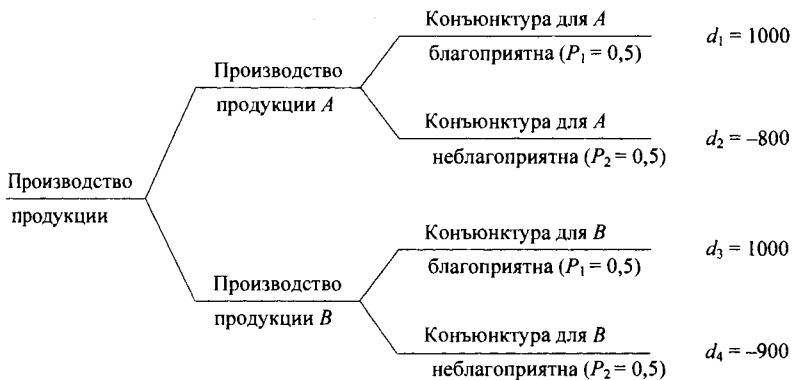 Конъюнктура для A
благоприятна (P₁ = 0,5)
d₁ = 1000
Производство
продукции A
Конъюнктура для A
неблагоприятна (P₂ = 0,5)
d₂ = –800
Производство
продукции
Конъюнктура для B
благоприятна (P₁ = 0,5)
d₃ = 1000
Производство
продукции B
Конъюнктура для B
неблагоприятна (P₂ = 0,5)
d₄ = –900